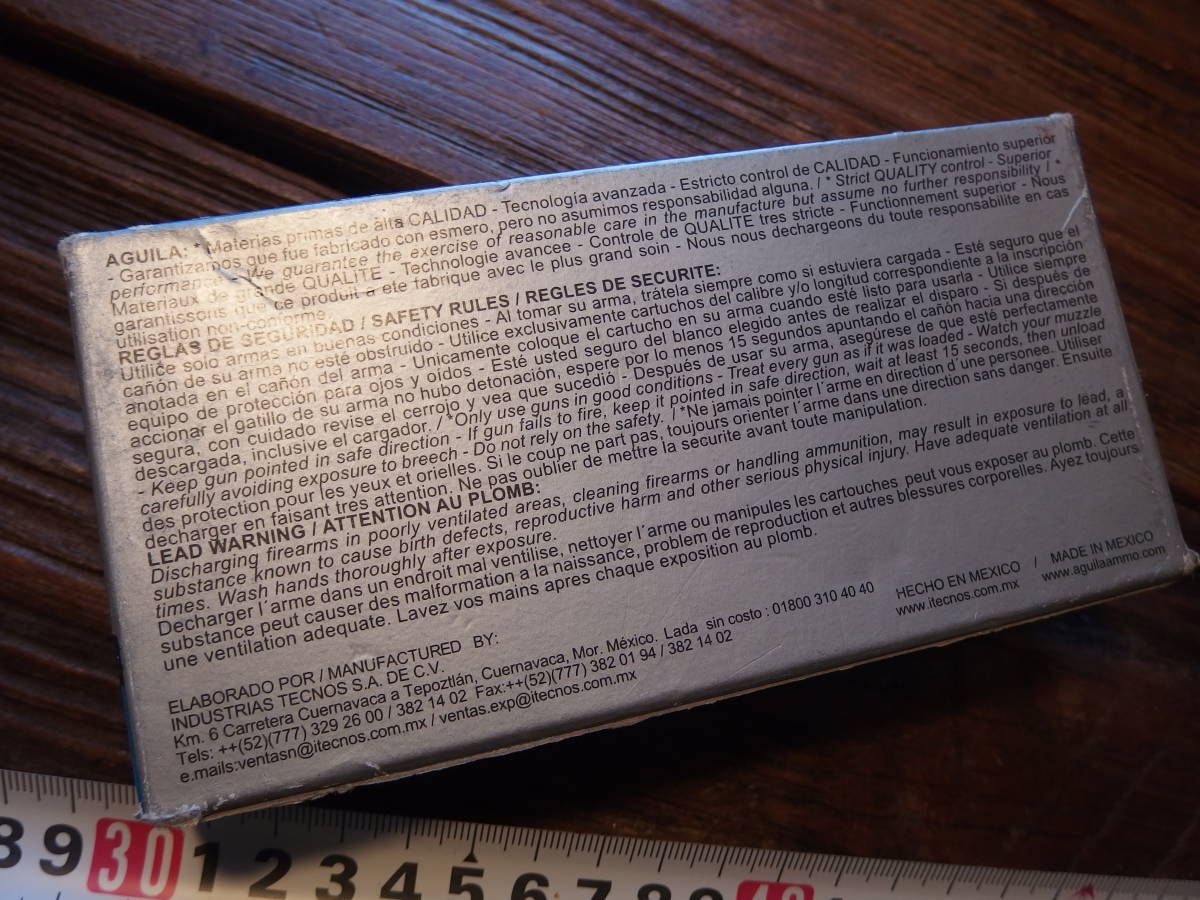 AGUILA: * Materias primas de alta CALIDAD - Tecnología avanzada - Estricto control de CALIDAD - Funcionamiento superior
- Garantizamos que fue fabricado con esmero, pero no asumimos responsabilidad alguna. / * Strict QUALITY control - Superior
performance - We guarantee the exercise of reasonable care in the manufacture but assume no further responsibility / *
Materiaux de grande QUALITE - Technologie avancee - Controle de QUALITE tres stricte - Functionnement superior - Nous
garantissons que ce produit a ete fabrique avec le plus grand soin - Nous nous dechargeons du toute responsabilite en cas
utilisation non-conforme
REGLAS DE SEGURIDAD / SAFETY RULES / REGLES DE SECURITE:
Utilice solo armas en buenas condiciones - Al tomar su arma, trátela siempre como si estuviera cargada - Esté seguro que el
cañón de su arma no esté obstruido - Utilice exclusivamente cartuchos del calibre y/o longitud correspondiente a la inscripción
anotada en el cañón del arma - Unicamente coloque el cartucho en su arma cuando esté listo para usarla - Utilice siempre
equipo de protección para ojos y oídos - Esté usted seguro del blanco elegido antes de realizar el disparo - Si después de
accionar el gatillo de su arma no hubo detonación, espere por lo menos 15 segundos apuntando el cañón hacia una dirección
segura, con cuidado revise el cerrojo y vea que sucedió - Después de usar su arma, asegúrese de que esté perfectamente
descargada, inclusive el cargador. / *Only use guns in good conditions - Treat every gun as if it was loaded - Watch your muzzle
- Keep gun pointed in safe direction - If gun fails to fire, keep it pointed in safe direction, wait at least 15 seconds, then unload
carefully avoiding exposure to breech - Do not rely on the safety. / *Ne jamais pointer l´arme en direction d´une personee. Utiliser
des protection pour les yeux et orielles. Si le coup ne part pas, toujours orienter l´arme dans une direction sans danger. Ensuite
decharger en faisant tres attention. Ne pas oublier de mettre la securite avant toute manipulation.
LEAD WARNING / ATTENTION AU PLOMB:
Discharging firearms in poorly ventilated areas, cleaning firearms or handling ammunition, may result in exposure to lead, a
substance known to cause birth defects, reproductive harm and other serious physical injury. Have adequate ventilation at all
times. Wash hands thoroughly after exposure.
Decharger l´arme dans un endroit mal ventilise, nettoyer l´arme ou manipules les cartouches peut vous exposer au plomb. Cette
substance peut causer des malformation a la naissance, problem de reproduction et autres blessures corporelles. Ayez toujours
une ventilation adequate. Lavez vos mains apres chaque exposition au plomb.
ELABORADO POR / MANUFACTURED BY:
INDUSTRIAS TECNOS S.A. DE C.V.
Km. 6 Carretera Cuernavaca a Tepoztlán, Cuernavaca, Mor. México. Lada sin costo : 01800 310 40 40
Tels: ++(52)(777) 329 26 00 / 382 14 02 Fax:++(52)(777) 382 01 94 / 382 14 02
e.mails:ventasn@itecnos.com.mx / ventas.exp@itecnos.com.mx
HECHO EN MEXICO / MADE IN MEXICO
www.itecnos.com.mx www.aguilaammo.com
8 9 30 1 2 3 4 5 6 7 8 9 40